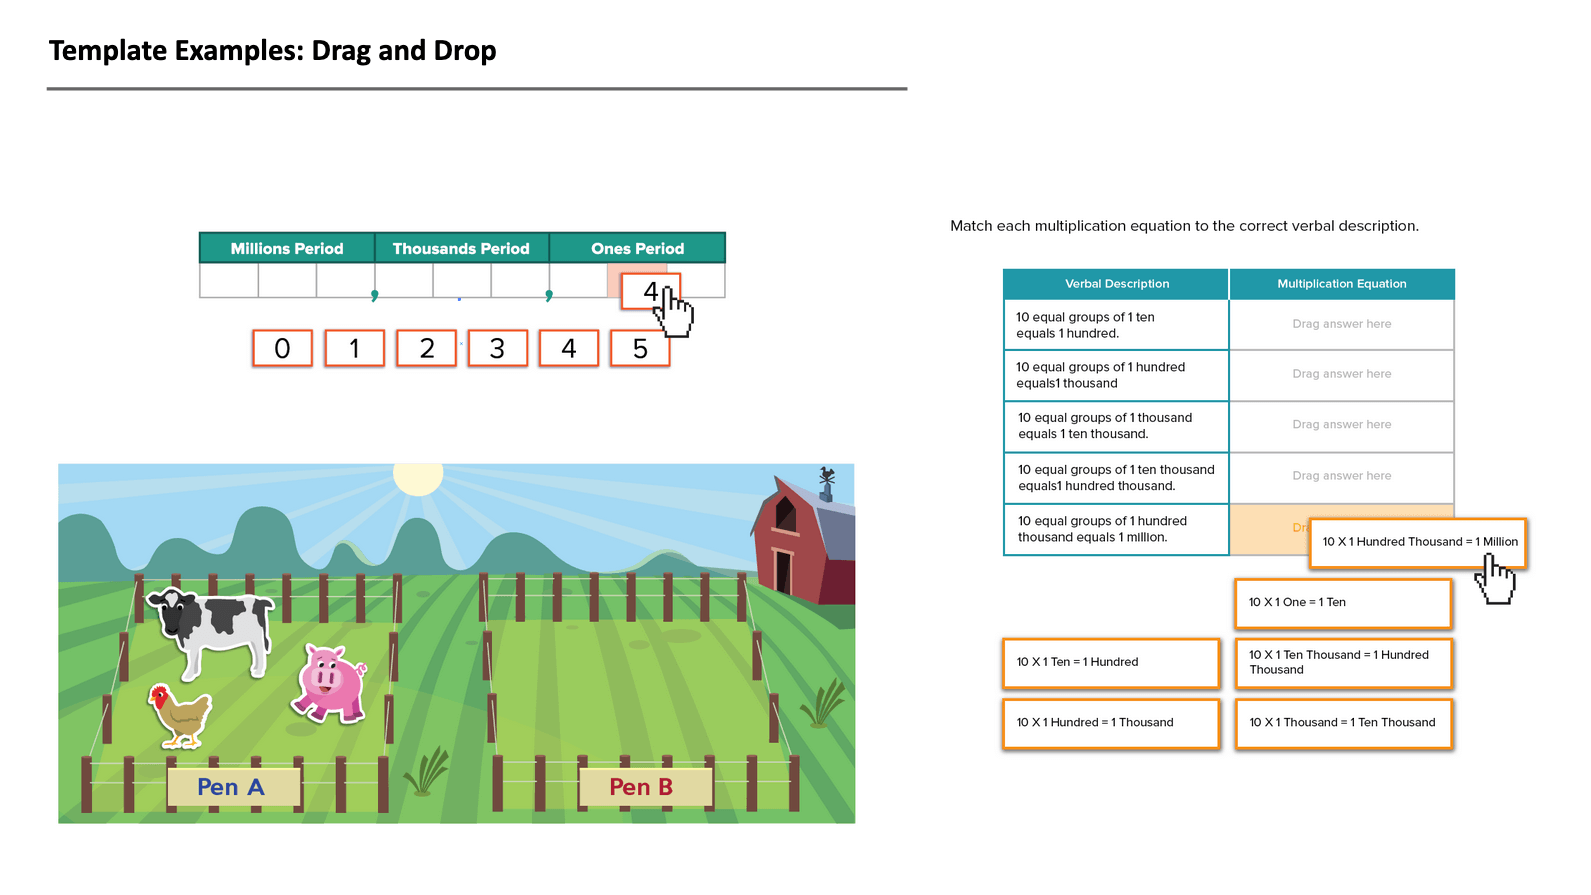 Template Examples: Drag and Drop
Millions Period Thousands Period Ones Period
, ,
4
0 1 2 3 4 5
Pen A Pen B
Match each multiplication equation to the correct verbal description.
Verbal Description Multiplication Equation
10 equal groups of 1 ten
equals 1 hundred.
Drag answer here
10 equal groups of 1 hundred
equals1 thousand
Drag answer here
10 equal groups of 1 thousand
equals 1 ten thousand.
Drag answer here
10 equal groups of 1 ten thousand
equals1 hundred thousand.
Drag answer here
10 equal groups of 1 hundred
thousand equals 1 million.
10 X 1 Hundred Thousand = 1 Million
10 X 1 One = 1 Ten
10 X 1 Ten = 1 Hundred
10 X 1 Ten Thousand = 1 Hundred
Thousand
10 X 1 Hundred = 1 Thousand
10 X 1 Thousand = 1 Ten Thousand